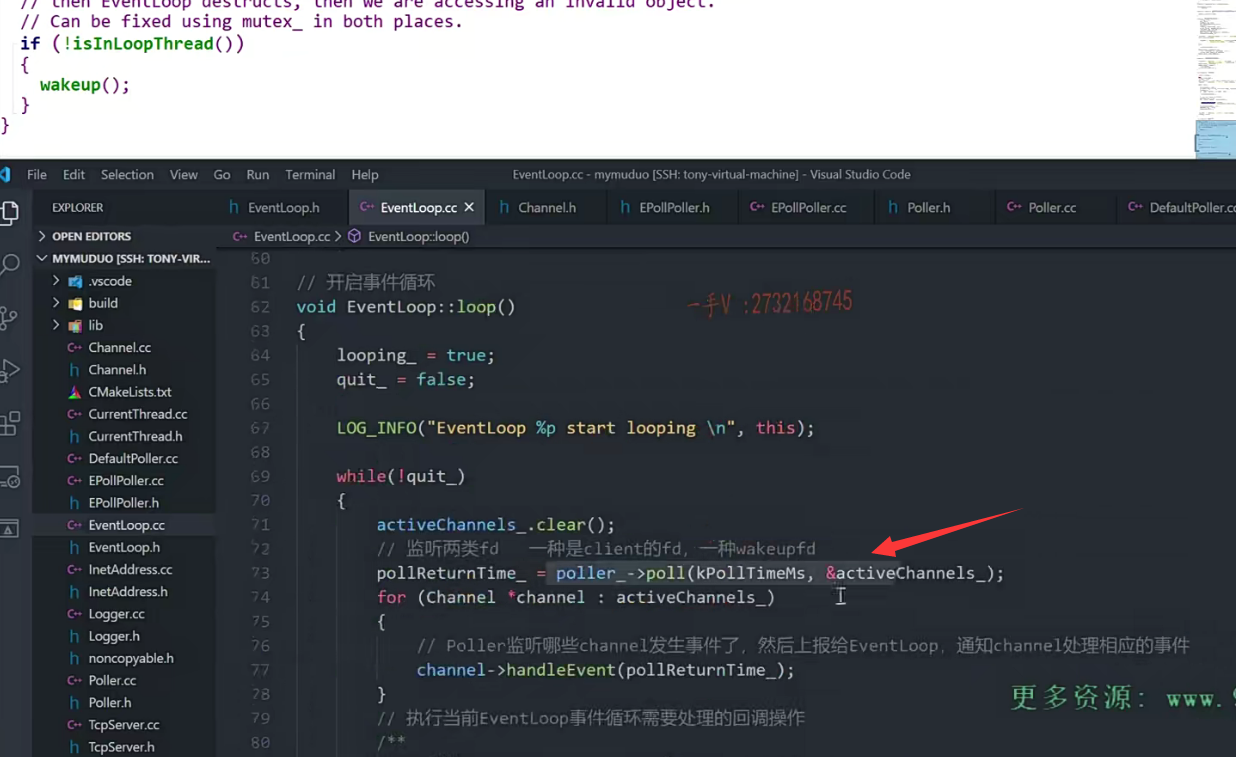 // then EventLoop destructs, then we are accessing an invalid object.
// Can be fixed using mutex_ in both places.
if (!isInLoopThread())
{
wakeup();
}
}
File Edit Selection View Go Run Terminal Help EventLoop.cc - mymuduo [SSH: tony-virtual-machine] - Visual Studio Code
EXPLORER
EventLoop.h EventLoop.cc Channel.h EPollPoller.h EPollPoller.cc Poller.h Poller.cc DefaultPoller.cc
OPEN EDITORS
MYMUDUO [SSH: TONY-VIR...
.vscode
build
lib
Channel.cc
Channel.h
CMakeLists.txt
CurrentThread.cc
CurrentThread.h
DefaultPoller.cc
EPollPoller.cc
EPollPoller.h
EventLoop.cc
EventLoop.h
InetAddress.cc
InetAddress.h
Logger.cc
Logger.h
noncopyable.h
Poller.cc
Poller.h
TcpServer.cc
TcpServer.h
EventLoop.cc > EventLoop::loop()
60
61 // 开启事件循环
62 void EventLoop::loop()
63 {
64 looping_ = true;
65 quit_ = false;
66
67 LOG_INFO("EventLoop %p start looping \n", this);
68
69 while(!quit_)
70 {
71 activeChannels_.clear();
72 // 监听两类fd 一种是client的fd，一种wakeupfd
73 pollReturnTime_ = poller_->poll(kPollTimeMs, &activeChannels_);
74 for (Channel *channel : activeChannels_)
75 {
76 // Poller监听哪些channel发生事件了，然后上报给EventLoop，通知channel处理相应的事件
77 channel->handleEvent(pollReturnTime_);
78 }
79 // 执行当前EventLoop事件循环需要处理的回调操作
80 /**
一手V :2732168745
更多资源: www.